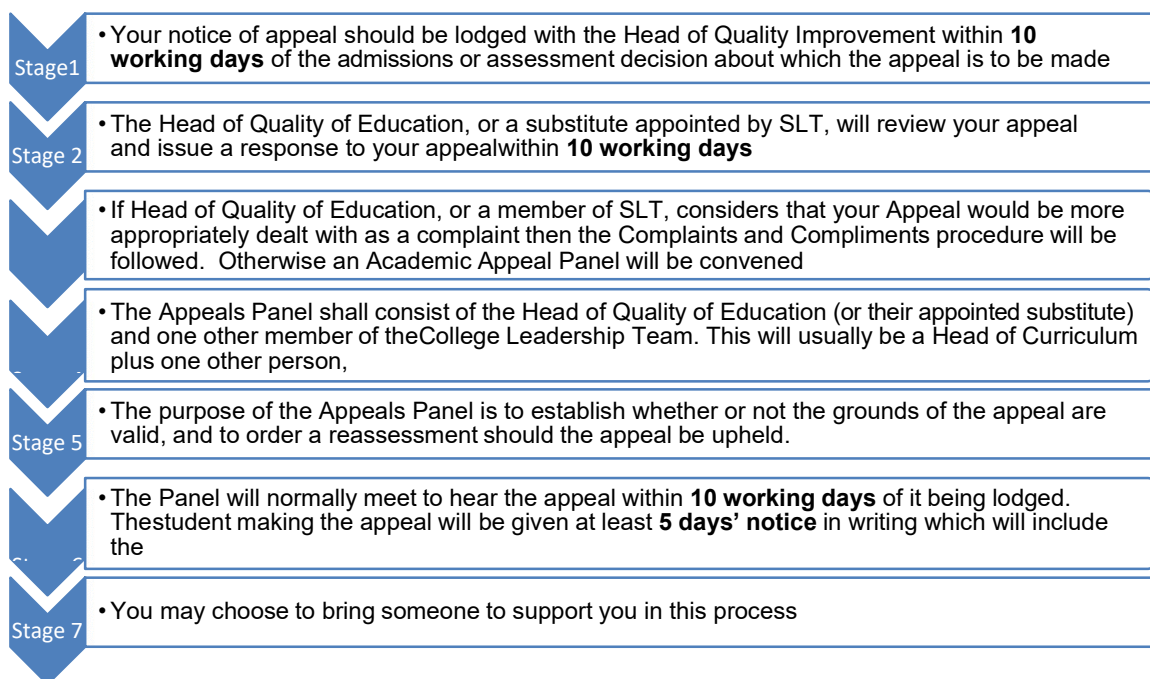 Stage1
• Your notice of appeal should be lodged with the Head of Quality Improvement within 10
working days of the admissions or assessment decision about which the appeal is to be made
Stage 2
• The Head of Quality of Education, or a substitute appointed by SLT, will review your appeal
and issue a response to your appealwithin 10 working days
• If Head of Quality of Education, or a member of SLT, considers that your Appeal would be more
appropriately dealt with as a complaint then the Complaints and Compliments procedure will be
followed.  Otherwise an Academic Appeal Panel will be convened
• The Appeals Panel shall consist of the Head of Quality of Education (or their appointed substitute)
and one other member of theCollege Leadership Team. This will usually be a Head of Curriculum
plus one other person,
Stage 5
• The purpose of the Appeals Panel is to establish whether or not the grounds of the appeal are
valid, and to order a reassessment should the appeal be upheld.
• The Panel will normally meet to hear the appeal within 10 working days of it being lodged.
Thestudent making the appeal will be given at least 5 days’ notice in writing which will include
the
Stage 7
• You may choose to bring someone to support you in this process